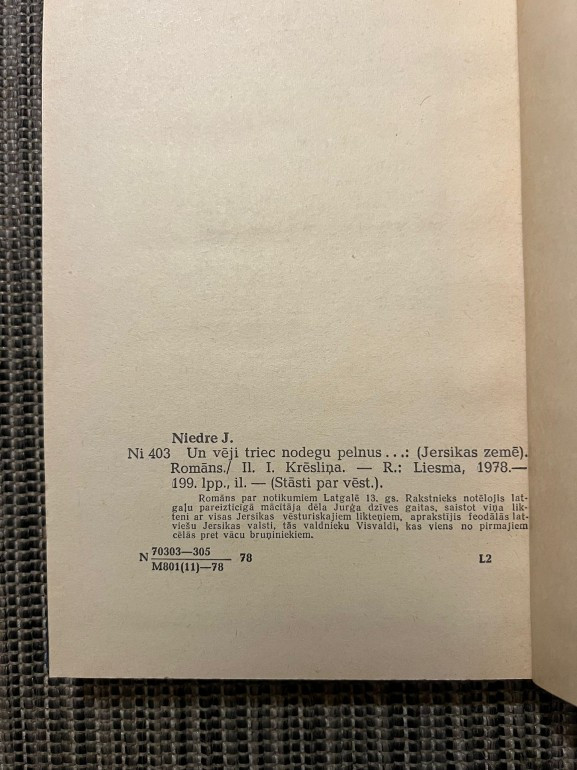 Niedre J.
Ni 403 Un vēji triec nodegu pelnus...: (Jersikas zemē).
Romāns./ Il. I. Krēsliņa. — R.: Liesma, 1978.—
199. lpp., il. — (Stāsti par vēst.).
Romāns par notikumiem Latgalē 13. gs. Rakstnieks notēlojis lat-
gaļu pareizticīgā mācītāja dēla Jurģa dzīves gaitas, saistot viņa lik-
teni ar visas Jersikas vēsturiskajiem likteņiem, aprakstījis feodālās lat-
viešu Jersikas valsti, tās valdnieku Visvaldi, kas viens no pirmajiem
cēlās pret vācu bruņiniekiem.
N 70303—305
M801(11)—78 78 L2